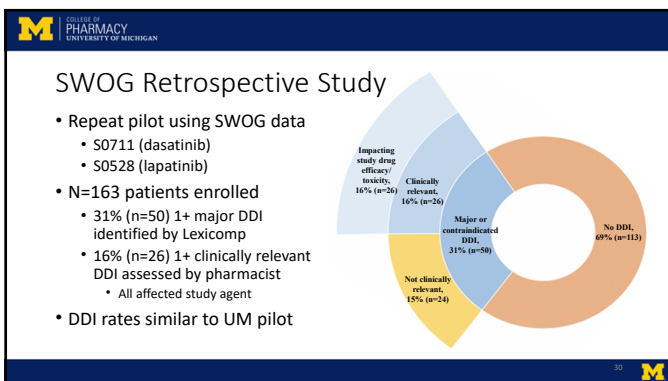 M
COLLEGE OF
PHARMACY
UNIVERSITY OF MICHIGAN
SWOG Retrospective Study
• Repeat pilot using SWOG data
• S0711 (dasatinib)
• S0528 (lapatinib)
• N=163 patients enrolled
• 31% (n=50) 1+ major DDI
identified by Lexicomp
• 16% (n=26) 1+ clinically relevant
DDI assessed by pharmacist
• All affected study agent
• DDI rates similar to UM pilot
Impacting
study drug
efficacy/
toxicity,
16% (n=26)
Clinically
relevant,
16% (n=26)
Major or
contraindicated
DDI,
31% (n=50)
Not clinically
relevant,
15% (n=24)
No DDI,
69% (n=113)
30
M